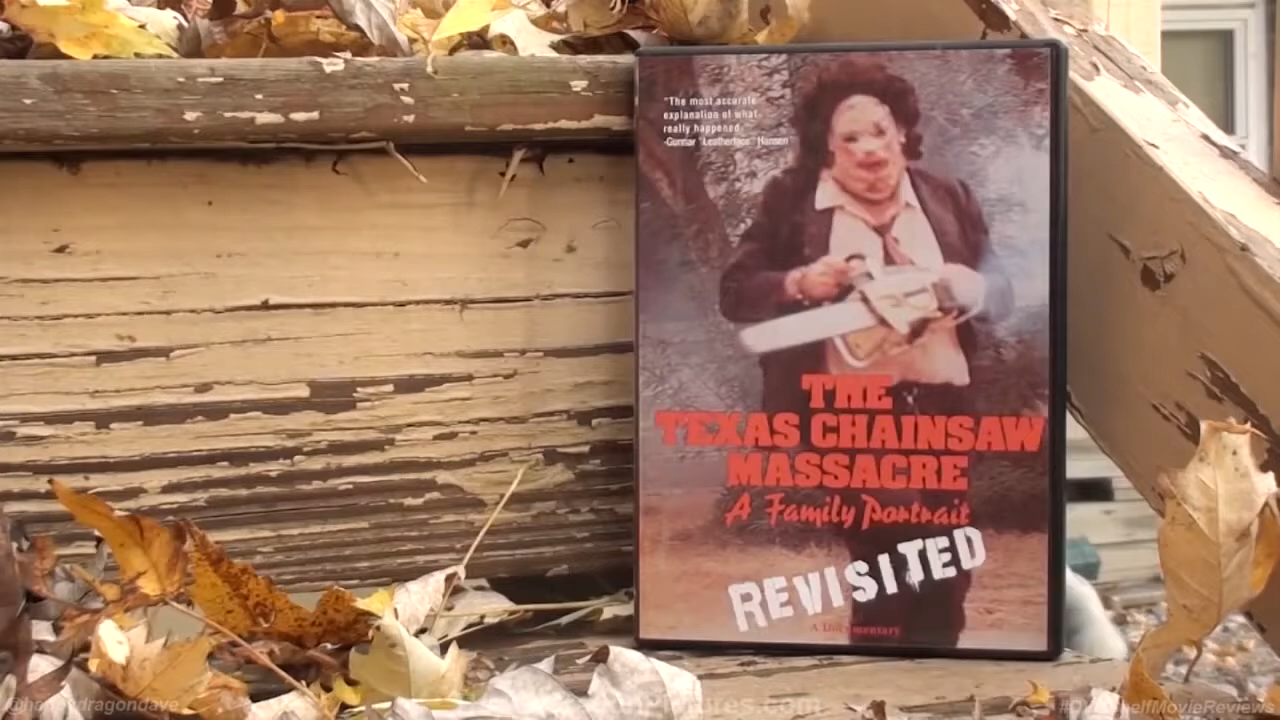 "The most accurate
explanation of what
really happened."
-Gunnar "Leatherface" Hansen
THE
TEXAS CHAINSAW
MASSACRE
A Family Portrait
REVISITED
A Documentary